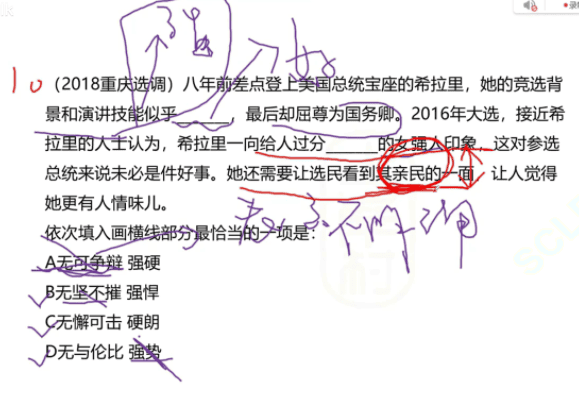 10
（2018重庆选调）八年前差点登上美国总统宝座的希拉里，她的竞选背
景和演讲技能似乎______，最后却屈尊为国务卿。2016年大选，接近希
拉里的人士认为，希拉里一向给人过分______的女强人印象，这对参选
总统来说未必是件好事。她还需要让选民看到其亲民的一面，让人觉得
她更有人情味儿。
依次填入画横线部分最恰当的一项是：
A无可争辩 强硬
B无坚不摧 强悍
C无懈可击 硬朗
D无与伦比 强势
村